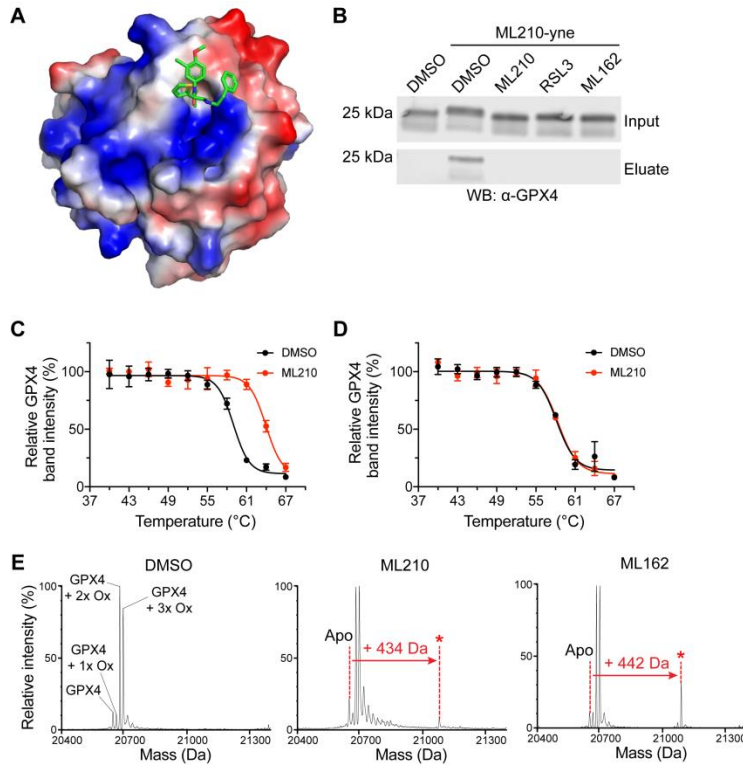 A
B
ML210-yne
DMSO DMSO ML210 RSL3 ML162
25 kDa Input
25 kDa Eluate
WB: α-GPX4
C
Relative GPX4
band intensity (%)
100
50
0
37 43 49 55 61 67
Temperature (°C)
DMSO
ML210
D
Relative GPX4
band intensity (%)
100
50
0
37 43 49 55 61 67
Temperature (°C)
DMSO
ML210
E
DMSO
Relative intensity (%)
100
50
0
GPX4
+ 2x Ox
GPX4
+ 3x Ox
GPX4
+ 1x Ox
GPX4
20400 20700 21000 21300
Mass (Da)
ML210
100
50
0
Apo
+ 434 Da
*
20400 20700 21000 21300
Mass (Da)
ML162
100
50
0
Apo
+ 442 Da
*
20400 20700 21000 21300
Mass (Da)